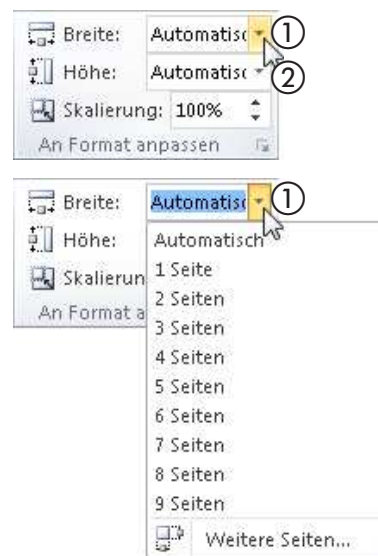 Breite: Automatisc ①
Höhe: Automatisc ②
Skalierung: 100%
An Format anpassen
Breite: Automatisc ①
Höhe: Automatisch
Skalierun 1 Seite
An Format a 2 Seiten
3 Seiten
4 Seiten
5 Seiten
6 Seiten
7 Seiten
8 Seiten
9 Seiten
Weitere Seiten...